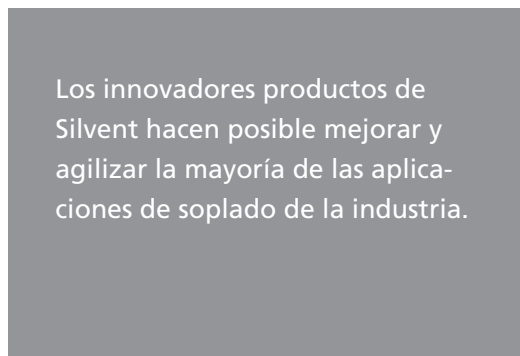 Los innovadores productos de
Silvent hacen posible mejorar y
agilizar la mayoría de las aplica-
ciones de soplado de la industria.